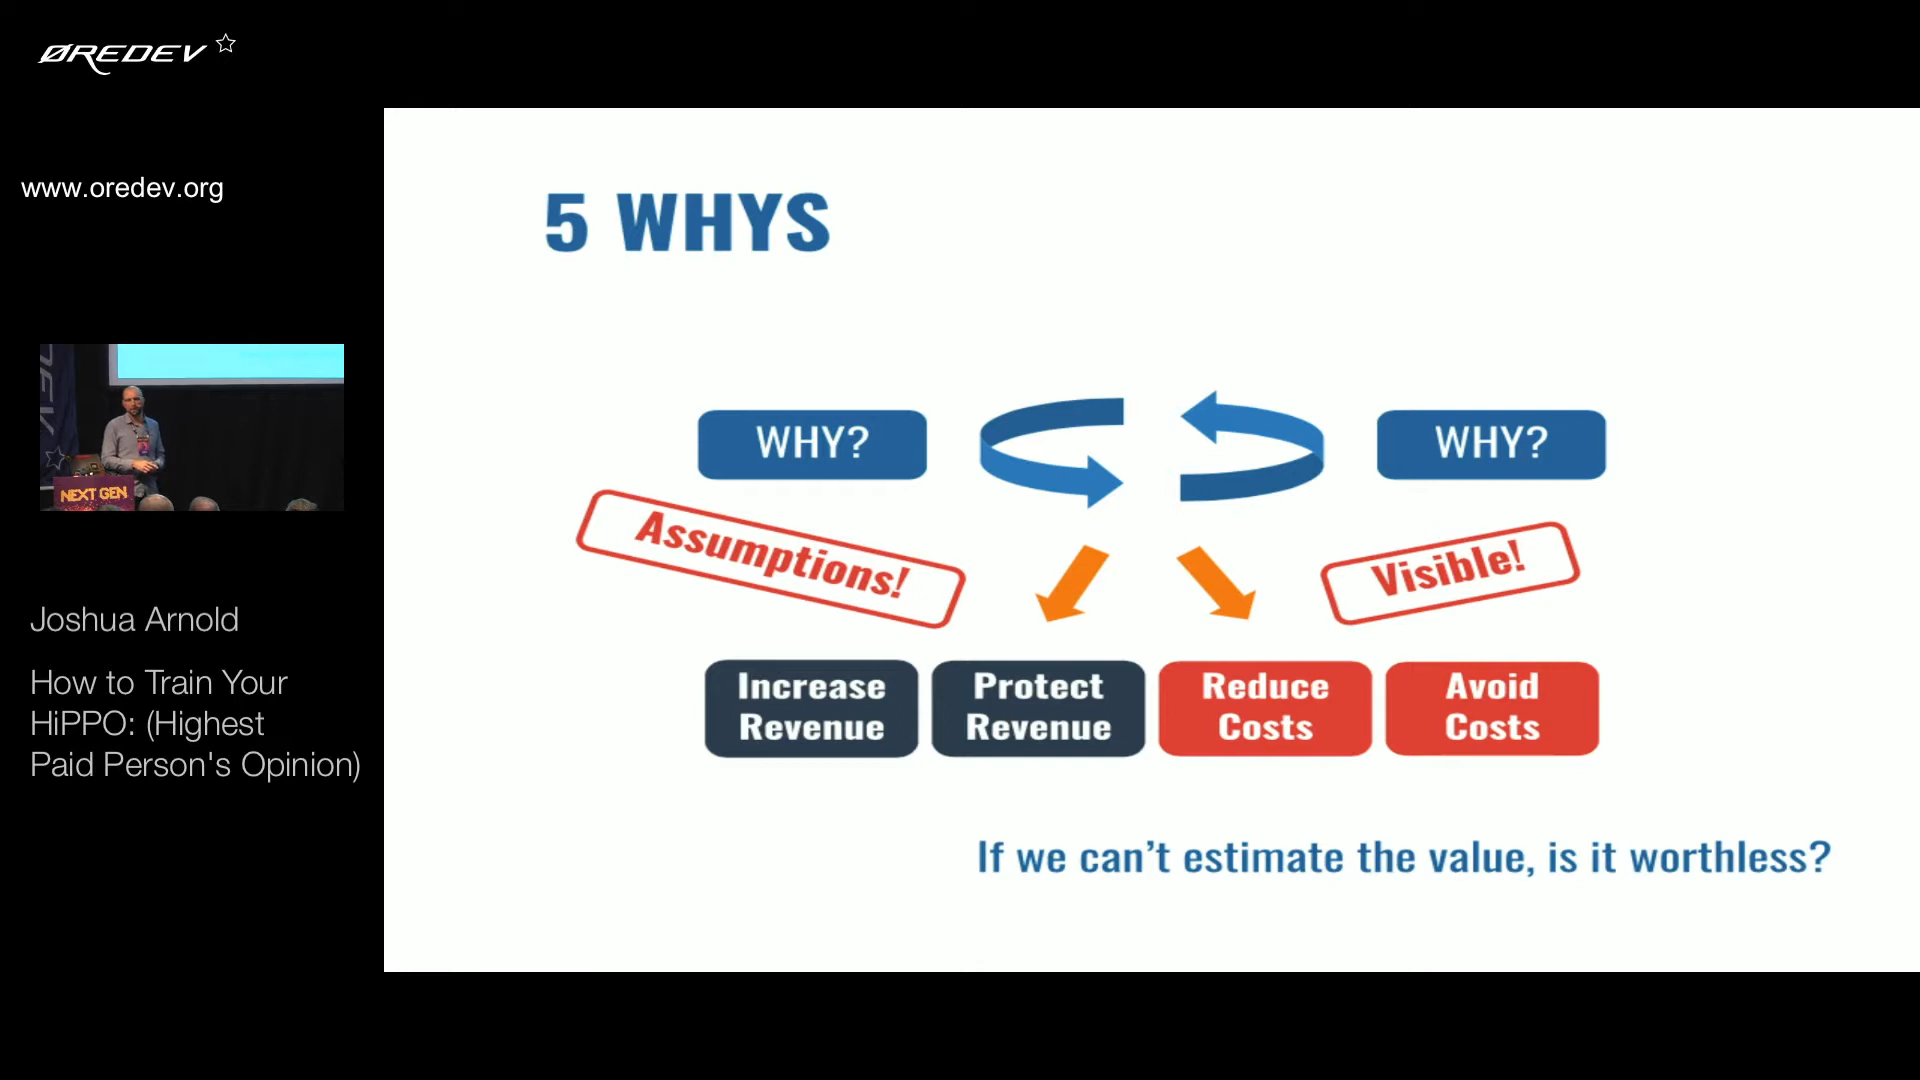 ØREDEV
www.oredev.org
NEXT GEN
Joshua Arnold
How to Train Your
HiPPO: (Highest
Paid Person's Opinion)
5 WHYS
WHY?
WHY?
Assumptions!
Visible!
Increase
Revenue
Protect
Revenue
Reduce
Costs
Avoid
Costs
If we can't estimate the value, is it worthless?